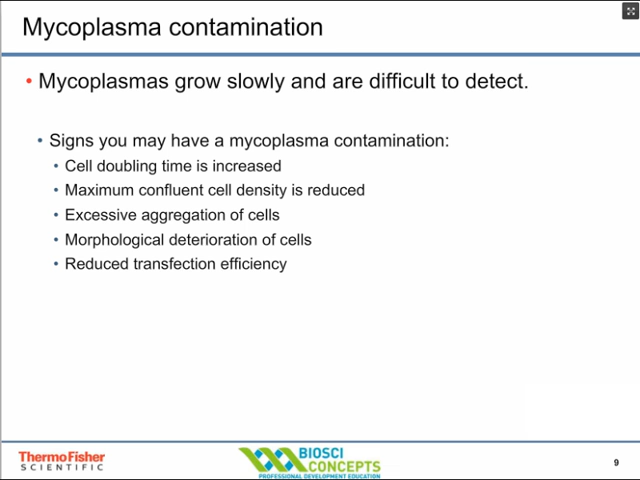 Mycoplasma contamination
• Mycoplasmas grow slowly and are difficult to detect.
• Signs you may have a mycoplasma contamination:
• Cell doubling time is increased
• Maximum confluent cell density is reduced
• Excessive aggregation of cells
• Morphological deterioration of cells
• Reduced transfection efficiency
ThermoFisher
SCIENTIFIC
BIOSCI
CONCEPTS
PROFESSIONAL DEVELOPMENT EDUCATION
9